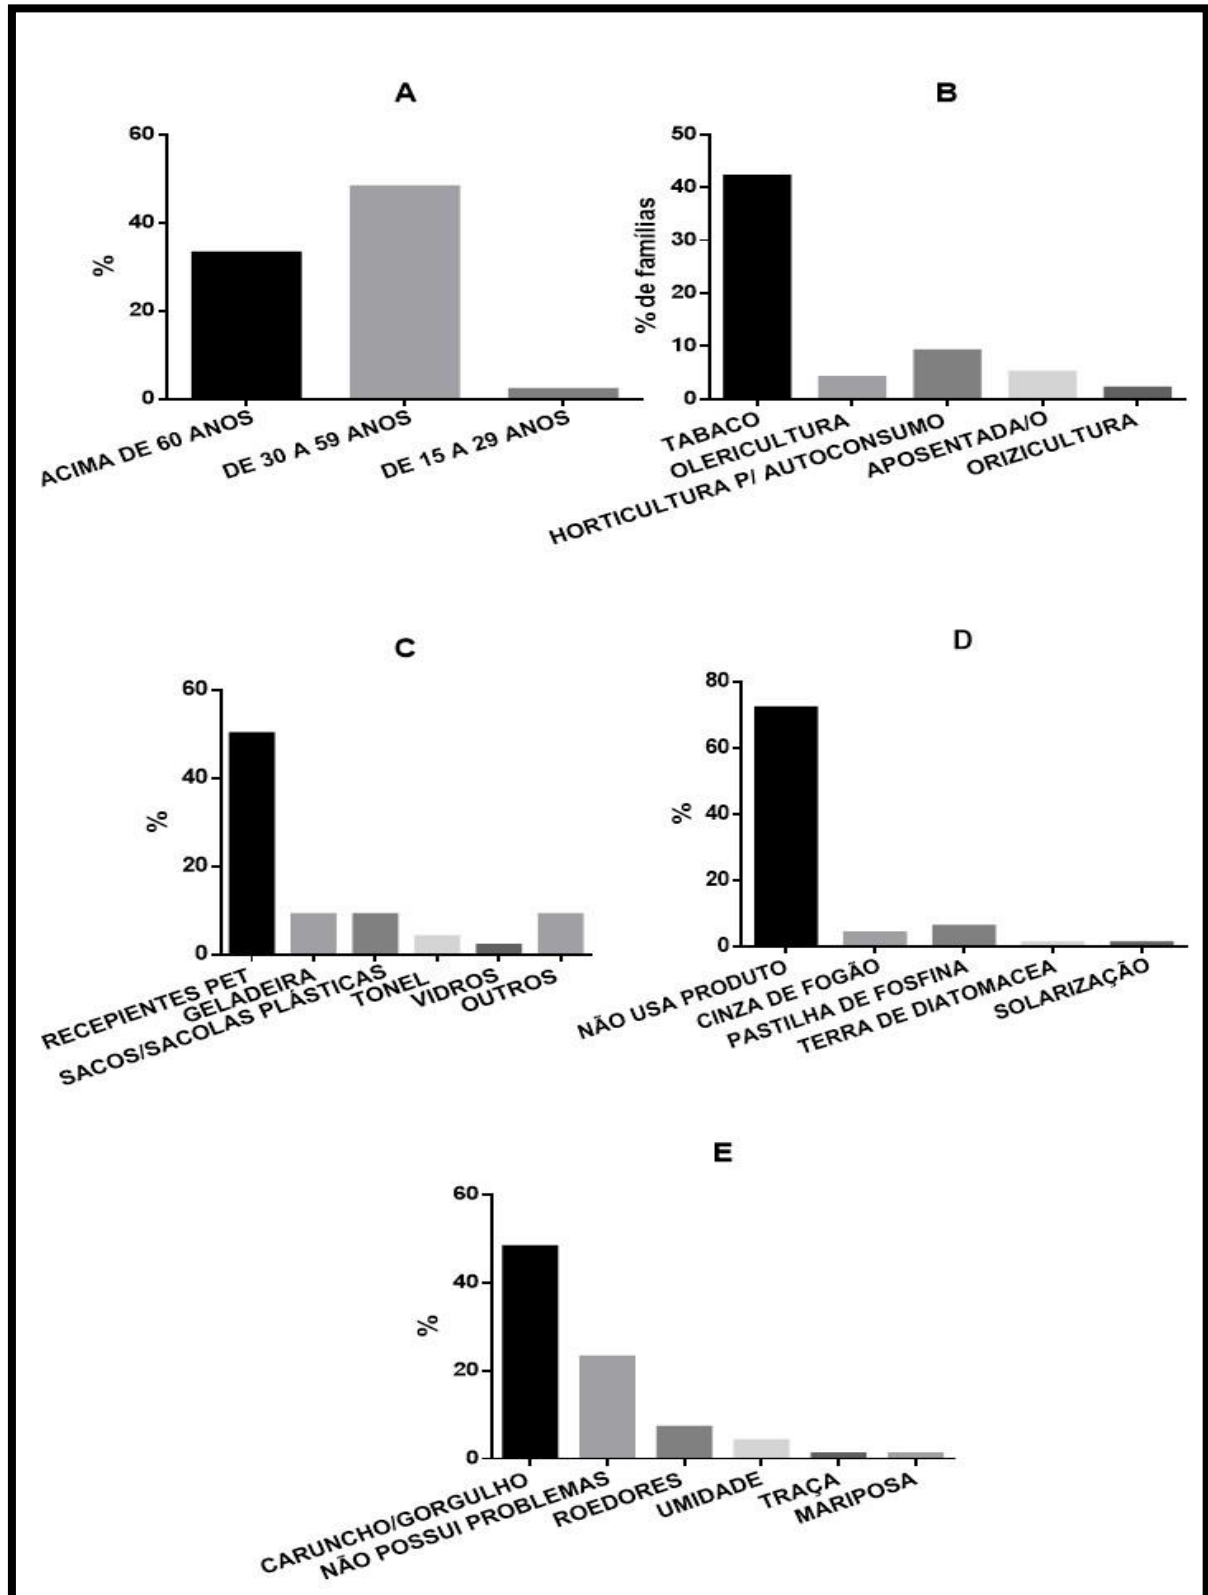 A
60
40
20
0
%
ACIMA DE 60 ANOS
DE 30 A 59 ANOS
DE 15 A 29 ANOS
B
50
40
30
20
10
0
% de famílias
TABACO
OLERICULTURA
HORTICULTURA P/ AUTOCONSUMO
APOSENTADA/O
ORIZICULTURA
C
60
40
20
0
%
RECEPIENTES PET
GELADEIRA
SACOS/SACOLAS PLÁSTICAS
TONEL
VIDROS
OUTROS
D
80
60
40
20
0
%
NÃO USA PRODUTO
CINZA DE FOGÃO
PASTILHA DE FOSFINA
TERRA DE DIATOMACEA
SOLARIZAÇÃO
E
60
40
20
0
%
CARUNCHO/GORGULHO
NÃO POSSUI PROBLEMAS
ROEDORES
UMIDADE
TRAÇA
MARIPOSA